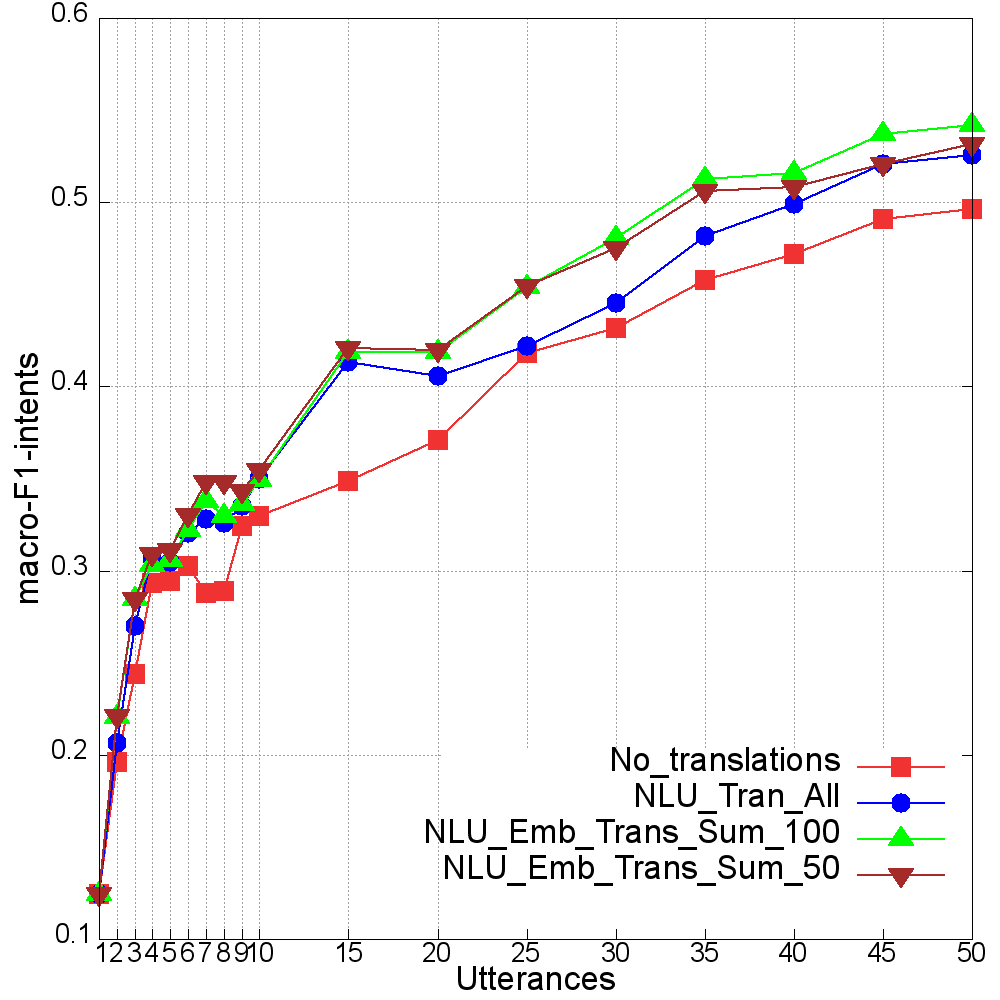 0.6
0.5
0.4
0.3
0.2
0.1
macro-F1-intents
No_translations
NLU_Tran_All
NLU_Emb_Trans_Sum_100
NLU_Emb_Trans_Sum_50
1 2 3 4 5 6 7 8 9 10 15 20 25 30 35 40 45 50
Utterances